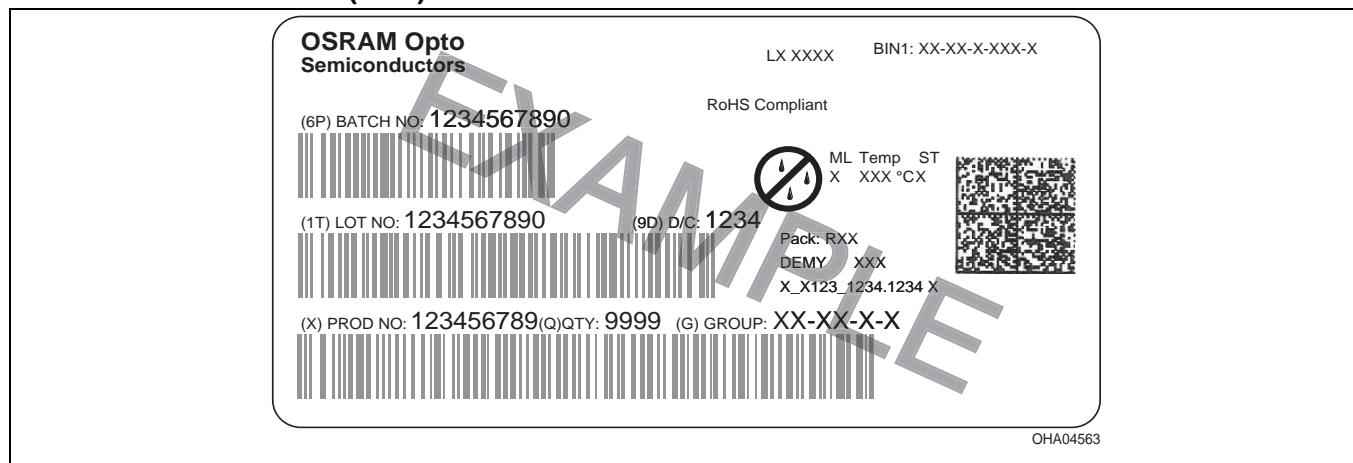 OSRAM Opto
Semiconductors
LX XXXX
BIN1: XX-XX-X-XXX-X
RoHS Compliant
(6P) BATCH NO: 1234567890
ML Temp ST
X XXX °C X
(1T) LOT NO: 1234567890 (9D) D/C: 1234
Pack: RXX
DEMY XXX
X_X123_1234.1234 X
(X) PROD NO: 123456789(Q)QTY: 9999 (G) GROUP: XX-XX-X-X
EXAMPLE
OHA04563